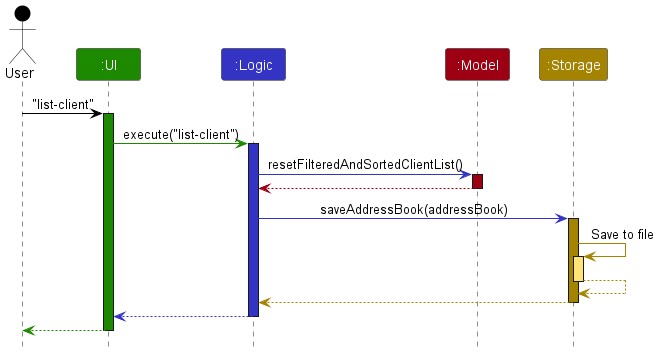 User
:UI
:Logic
:Model
:Storage
"list-client"
execute("list-client")
resetFilteredAndSortedClientList()
saveAddressBook(addressBook)
Save to file